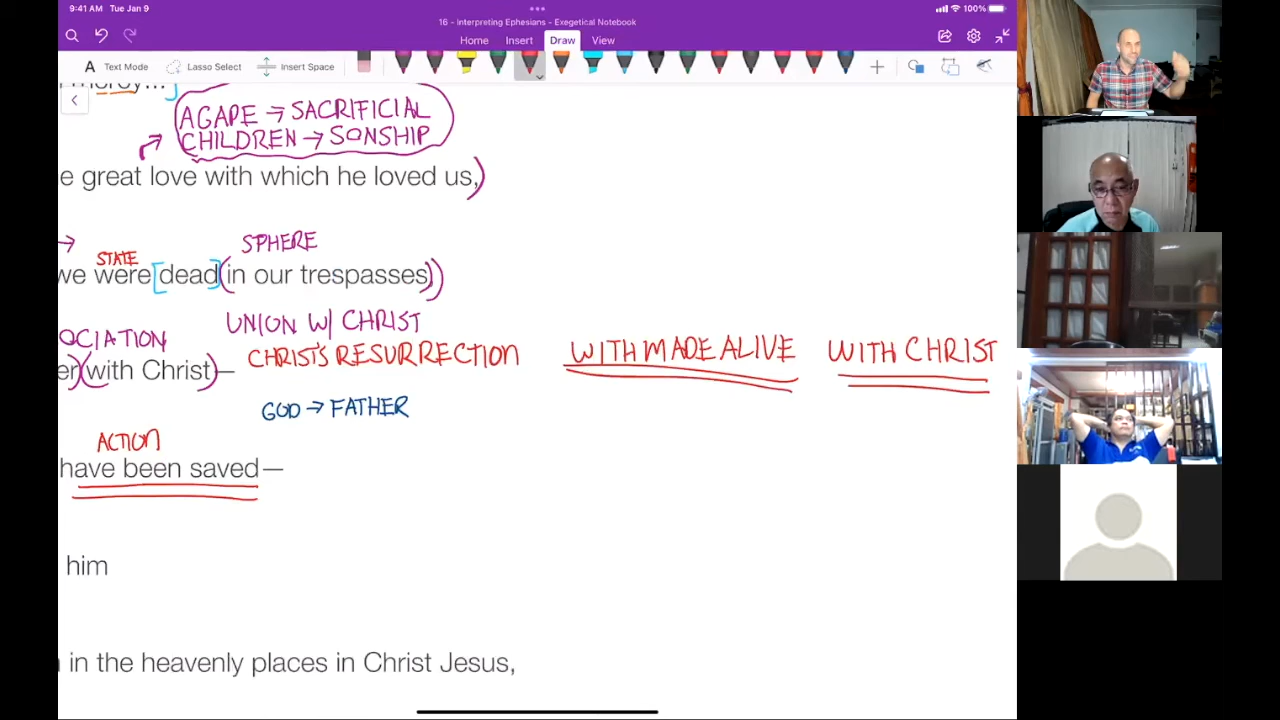 9:41 AM Tue Jan 9
100%
16 - interpreting Ephesians - Exegetical Notebook
Home Insert Draw View
A Text Mode Lasso Select Insert Space
mercy...]
AGAPE → SACRIFICIAL
CHILDREN → SONSHIP
e great love with which he loved us,)
STATE SPHERE
we were [dead] (in our trespasses,))
OCIATION UNION W/ CHRIST
CHRIST'S RESURRECTION WITH MADE ALIVE WITH CHRIST
er) (with Christ)—
GOD → FATHER
ACTION
have been saved—
him
in the heavenly places in Christ Jesus,